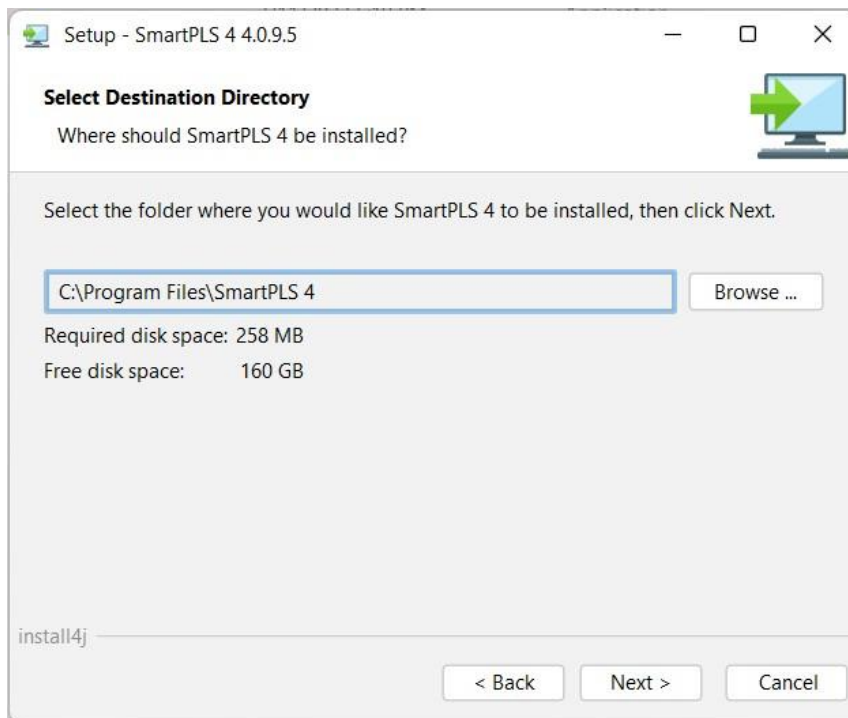 Setup - SmartPLS 4 4.0.9.5
Select Destination Directory
Where should SmartPLS 4 be installed?
Select the folder where you would like SmartPLS 4 to be installed, then click Next.
C:\Program Files\SmartPLS 4
Browse ...
Required disk space: 258 MB
Free disk space: 160 GB
install4j
< Back
Next >
Cancel